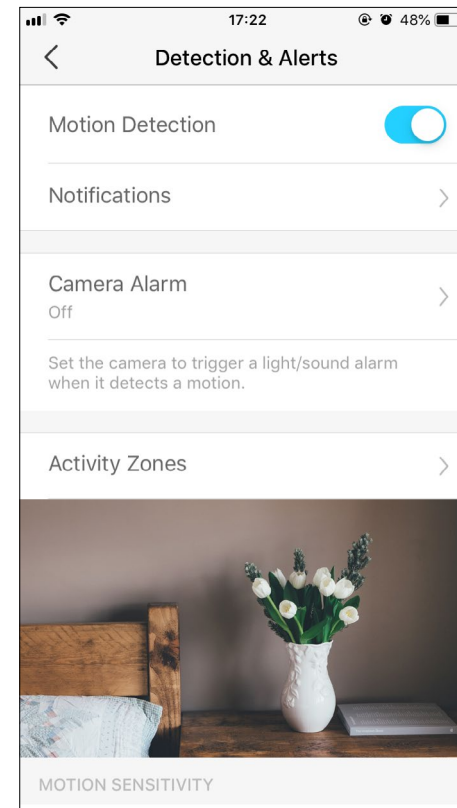 17:22
48%
Detection & Alerts
Motion Detection
Notifications
Camera Alarm
Off
Set the camera to trigger a light/sound alarm
when it detects a motion.
Activity Zones
MOTION SENSITIVITY